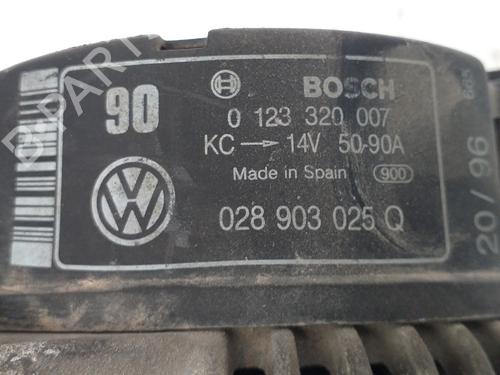 90
BOSCH
0 123 320 007
KC → 14V 50-90A
Made in Spain 900
028 903 025 Q
20 / 96
B-PARTS